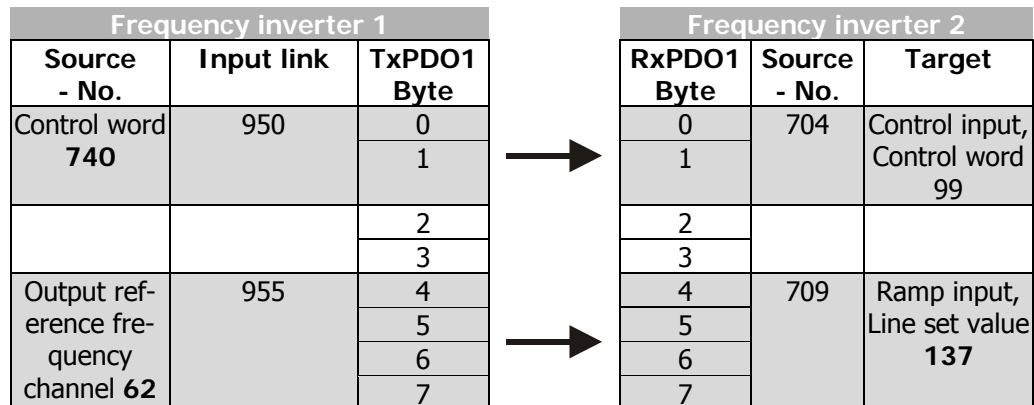 Frequency inverter 1
Source - No.
Input link
TxPDO1 Byte
Control word 740
950
0
1
2
3
Output ref-
erence fre-
quency
channel 62
955
4
5
6
7
Frequency inverter 2
RxPDO1 Byte
Source - No.
Target
0
1
704
Control input,
Control word
99
2
3
4
5
6
7
709
Ramp input,
Line set value
137